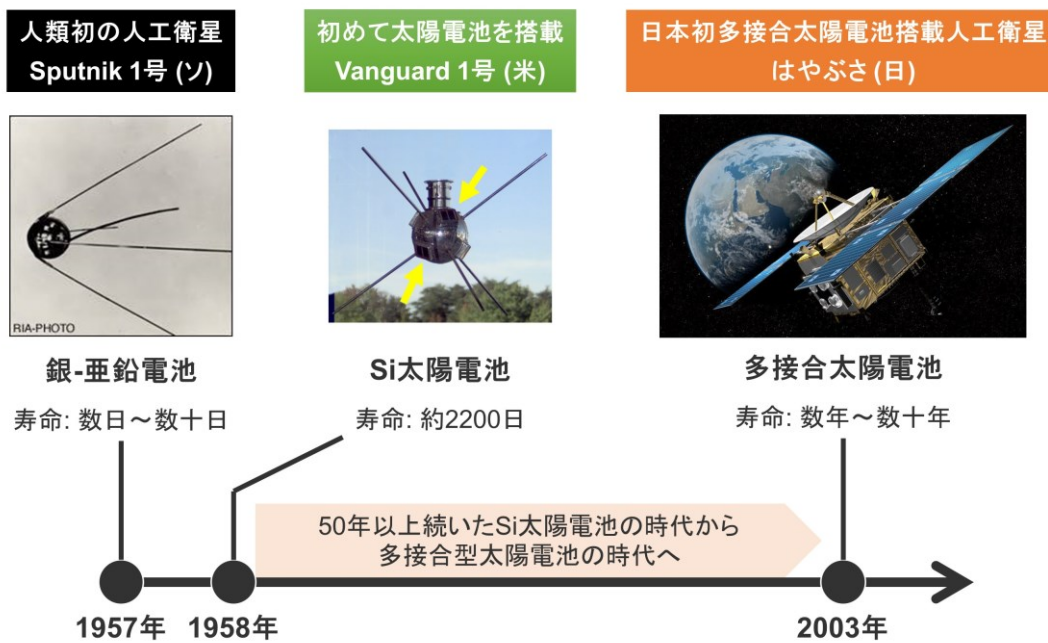 人類初の人工衛星
Sputnik 1号 (ソ)
初めて太陽電池を搭載
Vanguard 1号 (米)
日本初多接合太陽電池搭載人工衛星
はやぶさ (日)
RIA-PHOTO
銀-亜鉛電池
Si太陽電池
多接合太陽電池
寿命: 数日～数十日
寿命: 約2200日
寿命: 数年～数十年
50年以上続いたSi太陽電池の時代から
多接合型太陽電池の時代へ
1957年
1958年
2003年